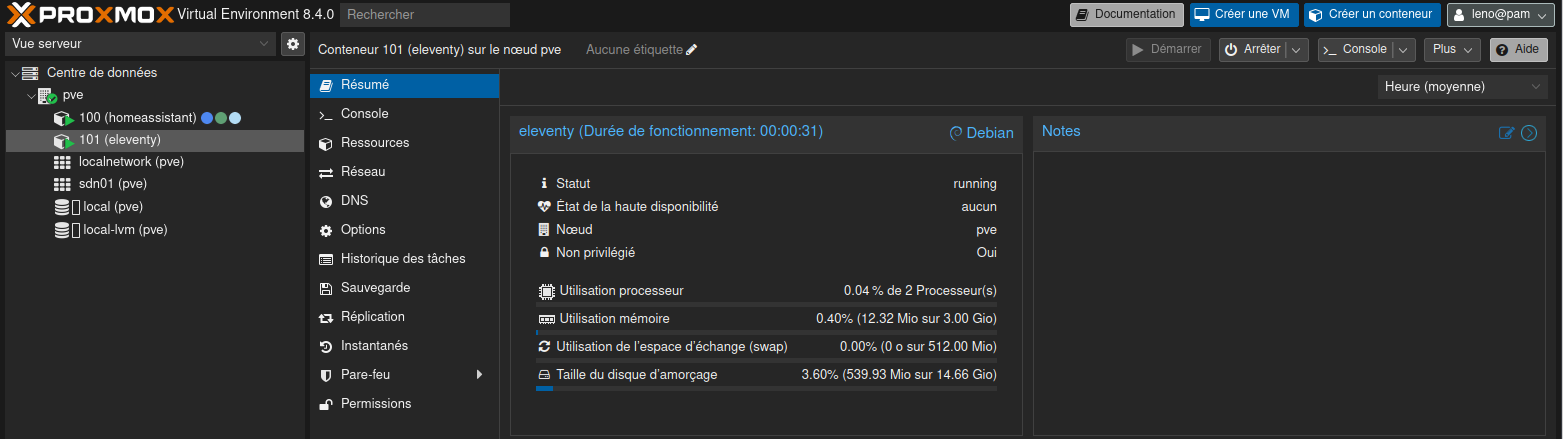 PROXMOX Virtual Environment 8.4.0 Rechercher Documentation Créer une VM Créer un conteneur leno@pam
Vue serveur
Centre de données
pve
100 (homeassistant)
101 (eleventy)
localnetwork (pve)
sdn01 (pve)
local (pve)
local-lvm (pve)
Conteneur 101 (eleventy) sur le nœud pve Aucune étiquette Démarrer Arrêter Console Plus Aide
Résumé
Console
Ressources
Réseau
DNS
Options
Historique des tâches
Sauvegarde
Réplication
Instantanés
Pare-feu
Permissions
Heure (moyenne)
eleventy (Durée de fonctionnement: 00:00:31) Debian
Statut running
État de la haute disponibilité aucun
Nœud pve
Non privilégié Oui
Utilisation processeur 0.04 % de 2 Processeur(s)
Utilisation mémoire 0.40% (12.32 Mio sur 3.00 Gio)
Utilisation de l'espace d'échange (swap) 0.00% (0 o sur 512.00 Mio)
Taille du disque d'amorçage 3.60% (539.93 Mio sur 14.66 Gio)
Notes